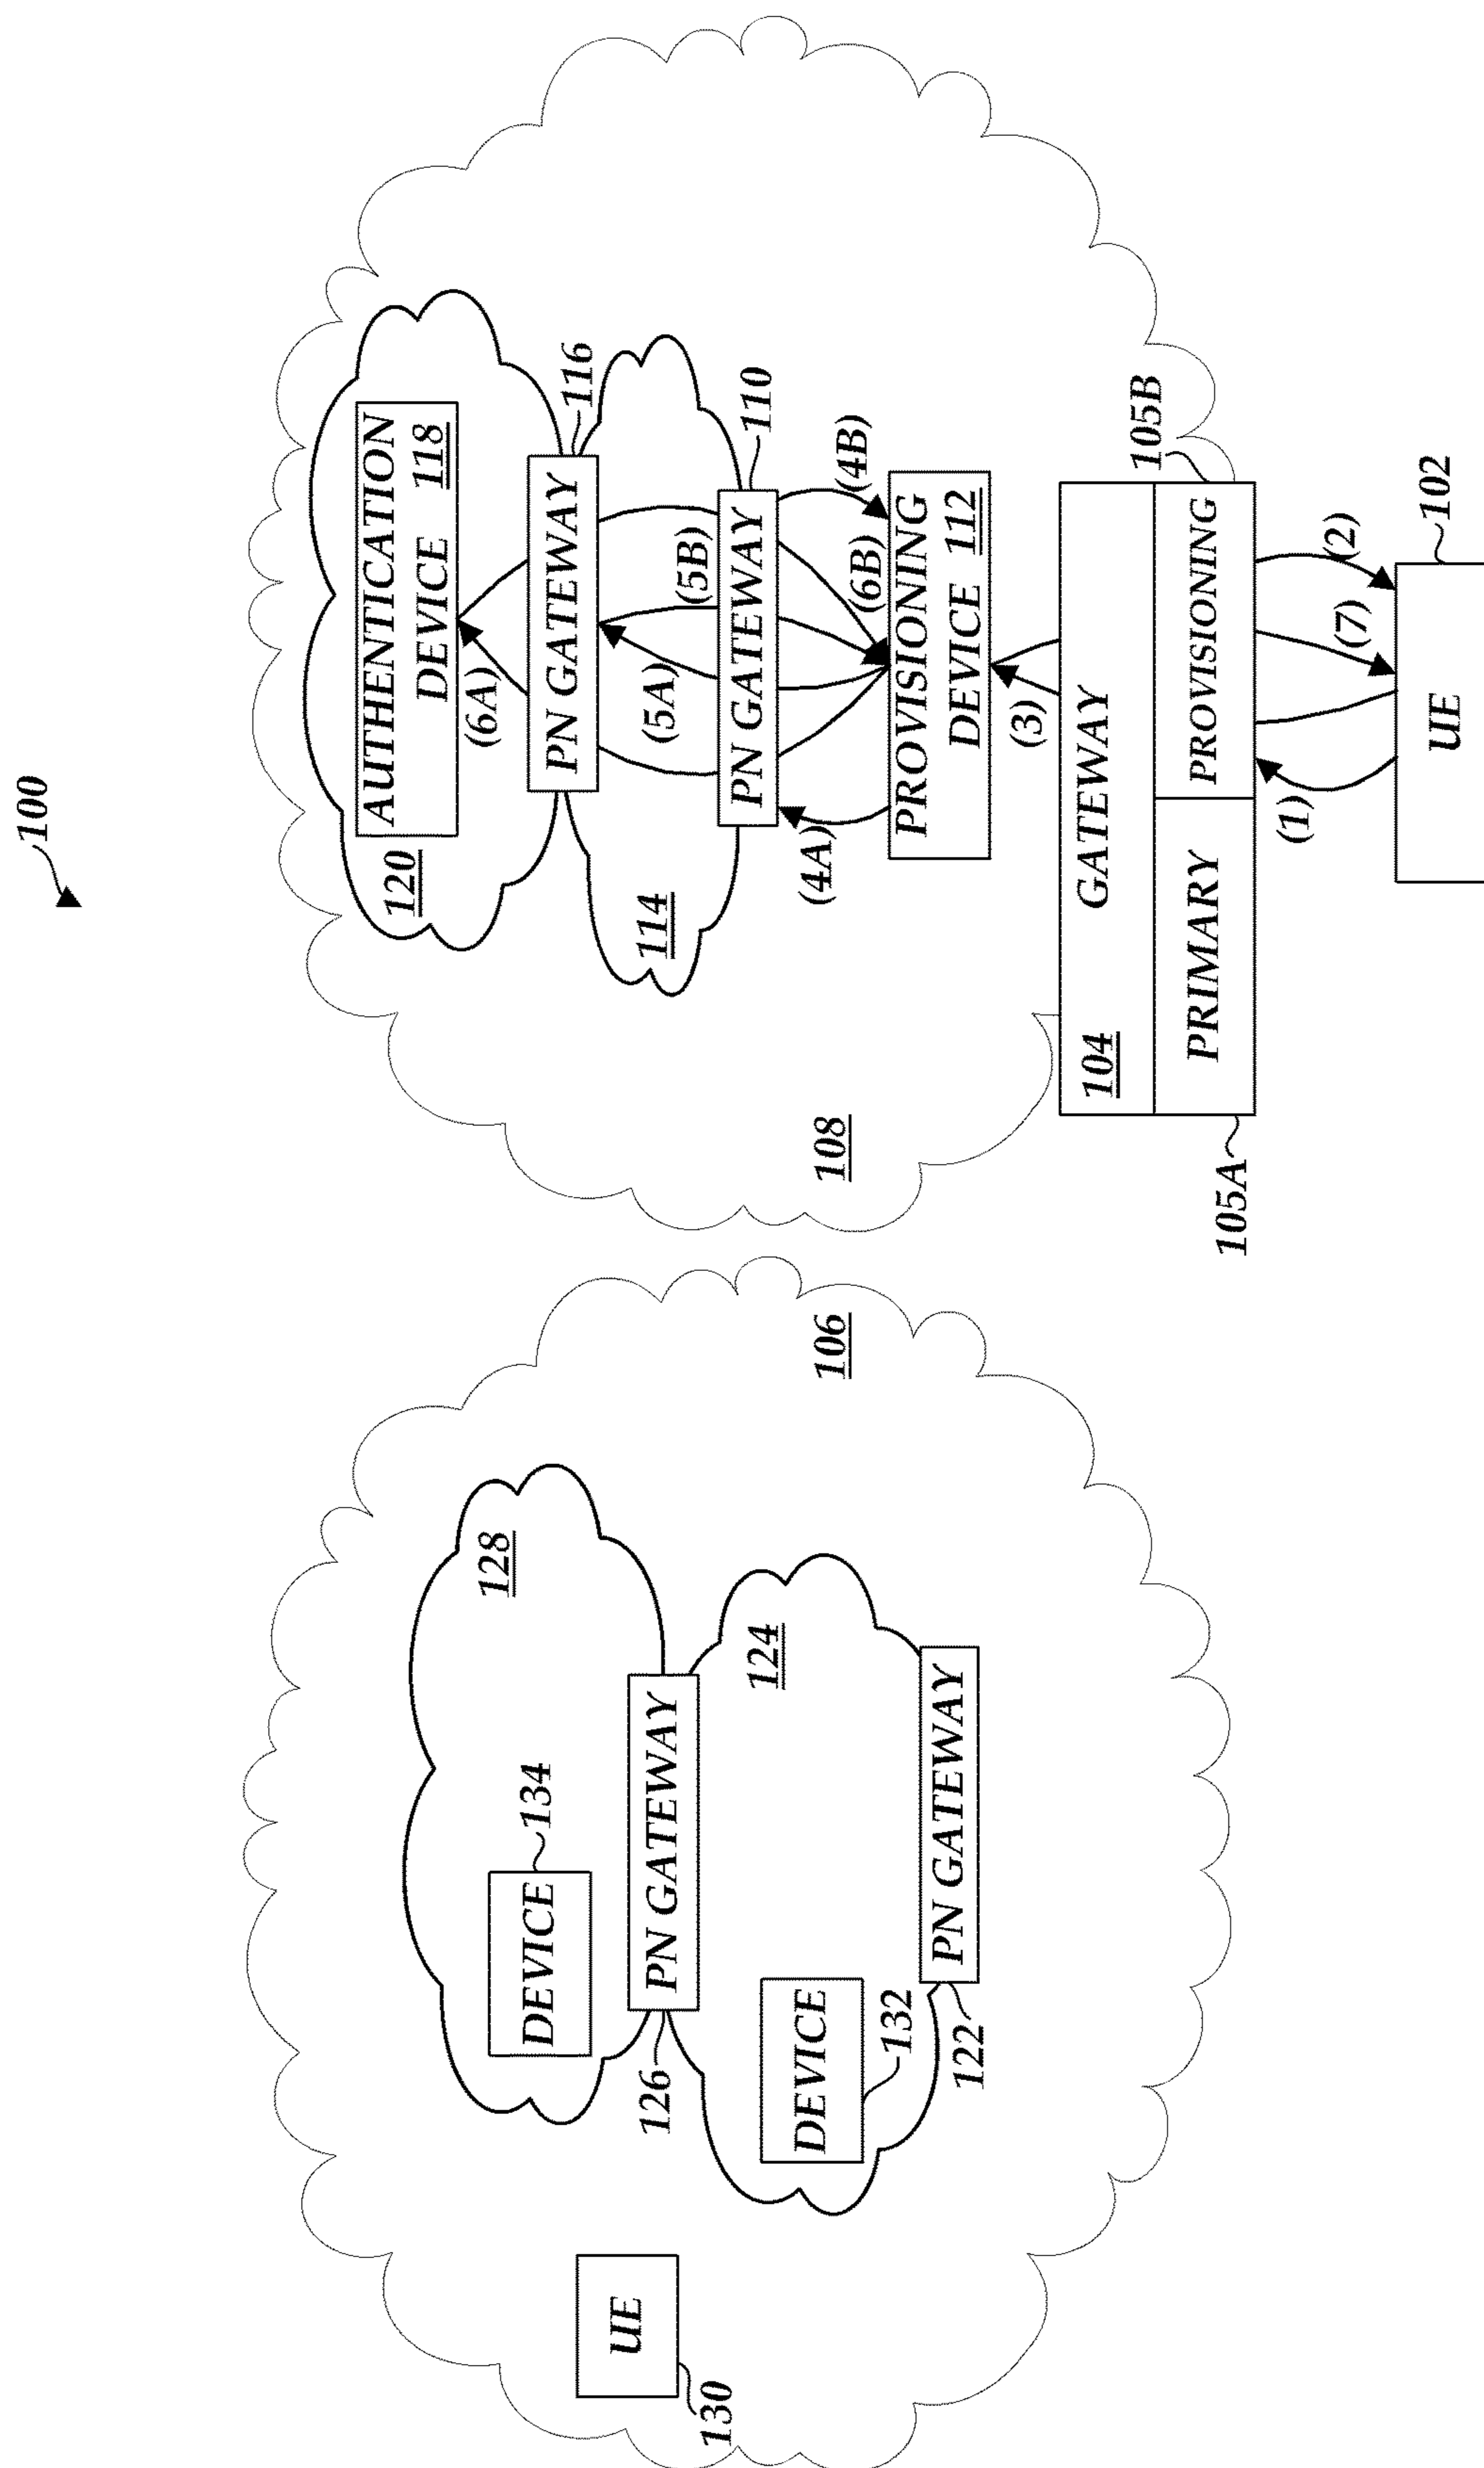 100
UE
102
(1)
(2)
(7)
PRIMARY
PROVISIONING
105A
105B
104
GATEWAY
(3)
PROVISIONING
DEVICE 112
(4A)
(4B)
(6B)
PN GATEWAY
110
(5A)
(5B)
114
PN GATEWAY
116
(6A)
AUTHENTICATION
DEVICE 118
120
108
106
UE
130
DEVICE
134
128
PN GATEWAY
126
DEVICE
132
124
PN GATEWAY
122